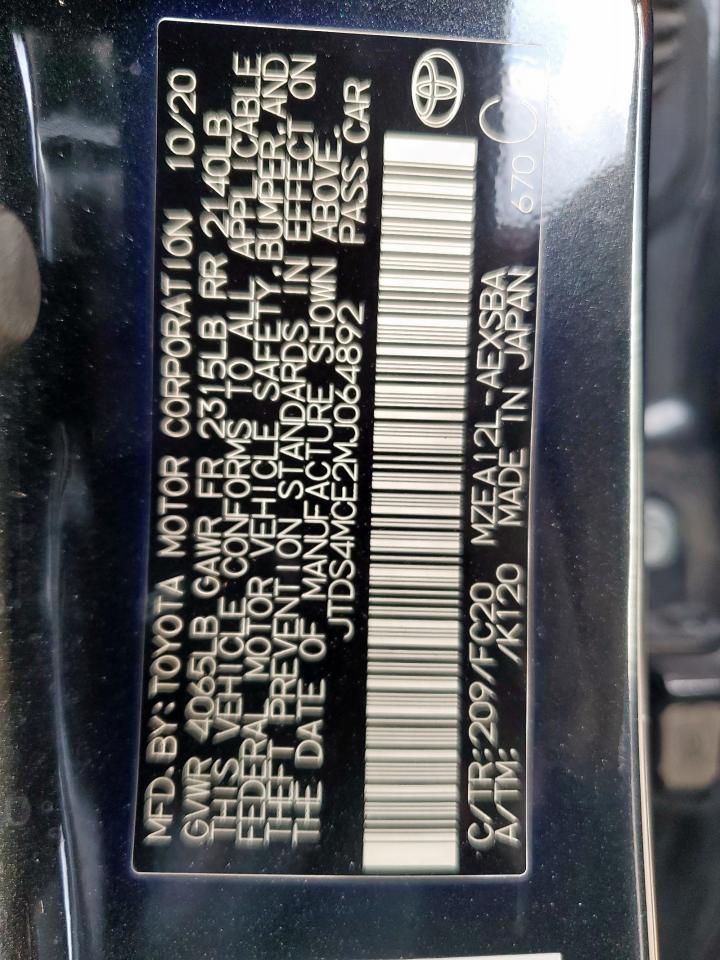 MFD.BY:TOYOTA MOTOR CORPORATION 10/20
GVWR 4065LB GAWR FR 2315LB RR 2140LB
THIS VEHICLE CONFORMS TO ALL APPLICABLE
FEDERAL MOTOR VEHICLE SAFETY,BUMPER,AND
THEFT PREVENTION STANDARDS IN EFFECT ON
THE DATE OF MANUFACTURE SHOWN ABOVE.
JTDS4MCE2MJ064892 PASS.CAR
C/TR:209/FC20 MZEA12L-AEXSBA
A/TM: /K120 MADE IN JAPAN 670 C